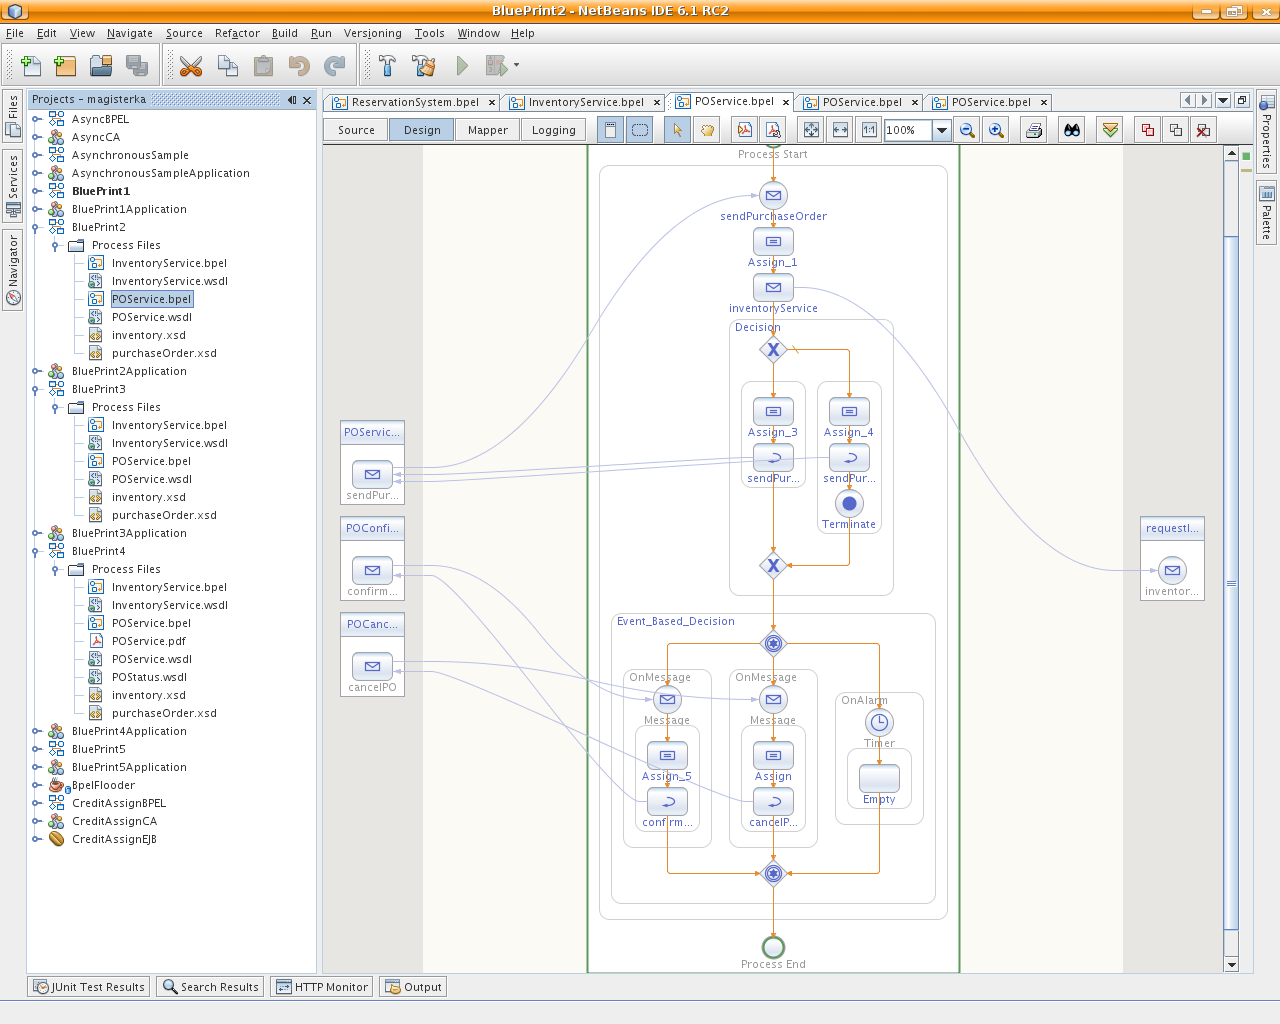 BluePrint2 - NetBeans IDE 6.1 RC2
File Edit View Navigate Source Refactor Build Run Versioning Tools Window Help
100%
Files
Services
Navigator
Projects - magisterka
AsyncBPEL
AsyncCA
AsynchronousSample
AsynchronousSampleApplication
BluePrint1
BluePrint1Application
BluePrint2
Process Files
InventoryService.bpel
InventoryService.wsdl
POService.bpel
POService.wsdl
inventory.xsd
purchaseOrder.xsd
BluePrint2Application
BluePrint3
Process Files
InventoryService.bpel
InventoryService.wsdl
POService.bpel
POService.wsdl
inventory.xsd
purchaseOrder.xsd
BluePrint3Application
BluePrint4
Process Files
InventoryService.bpel
InventoryService.wsdl
POService.bpel
POService.pdf
POService.wsdl
POStatus.wsdl
inventory.xsd
purchaseOrder.xsd
BluePrint4Application
BluePrint5
BluePrint5Application
BpelFlooder
CreditAssignBPEL
CreditAssignCA
CreditAssignEJB
ReservationSystem.bpel InventoryService.bpel POService.bpel POService.bpel POService.bpel
Source Design Mapper Logging
Process Start
sendPurchaseOrder
Assign_1
inventoryService
Decision
Assign_3 Assign_4
sendPur... sendPur...
Terminate
POServic...
sendPur...
POConfi...
confirm...
POCanc...
cancelPO
requestI...
inventor...
Event_Based_Decision
OnMessage OnMessage
OnAlarm
Message Message
Timer
Assign_5 Assign
Empty
confirm... cancelP...
Process End
Properties
Palette
JUnit Test Results Search Results HTTP Monitor Output